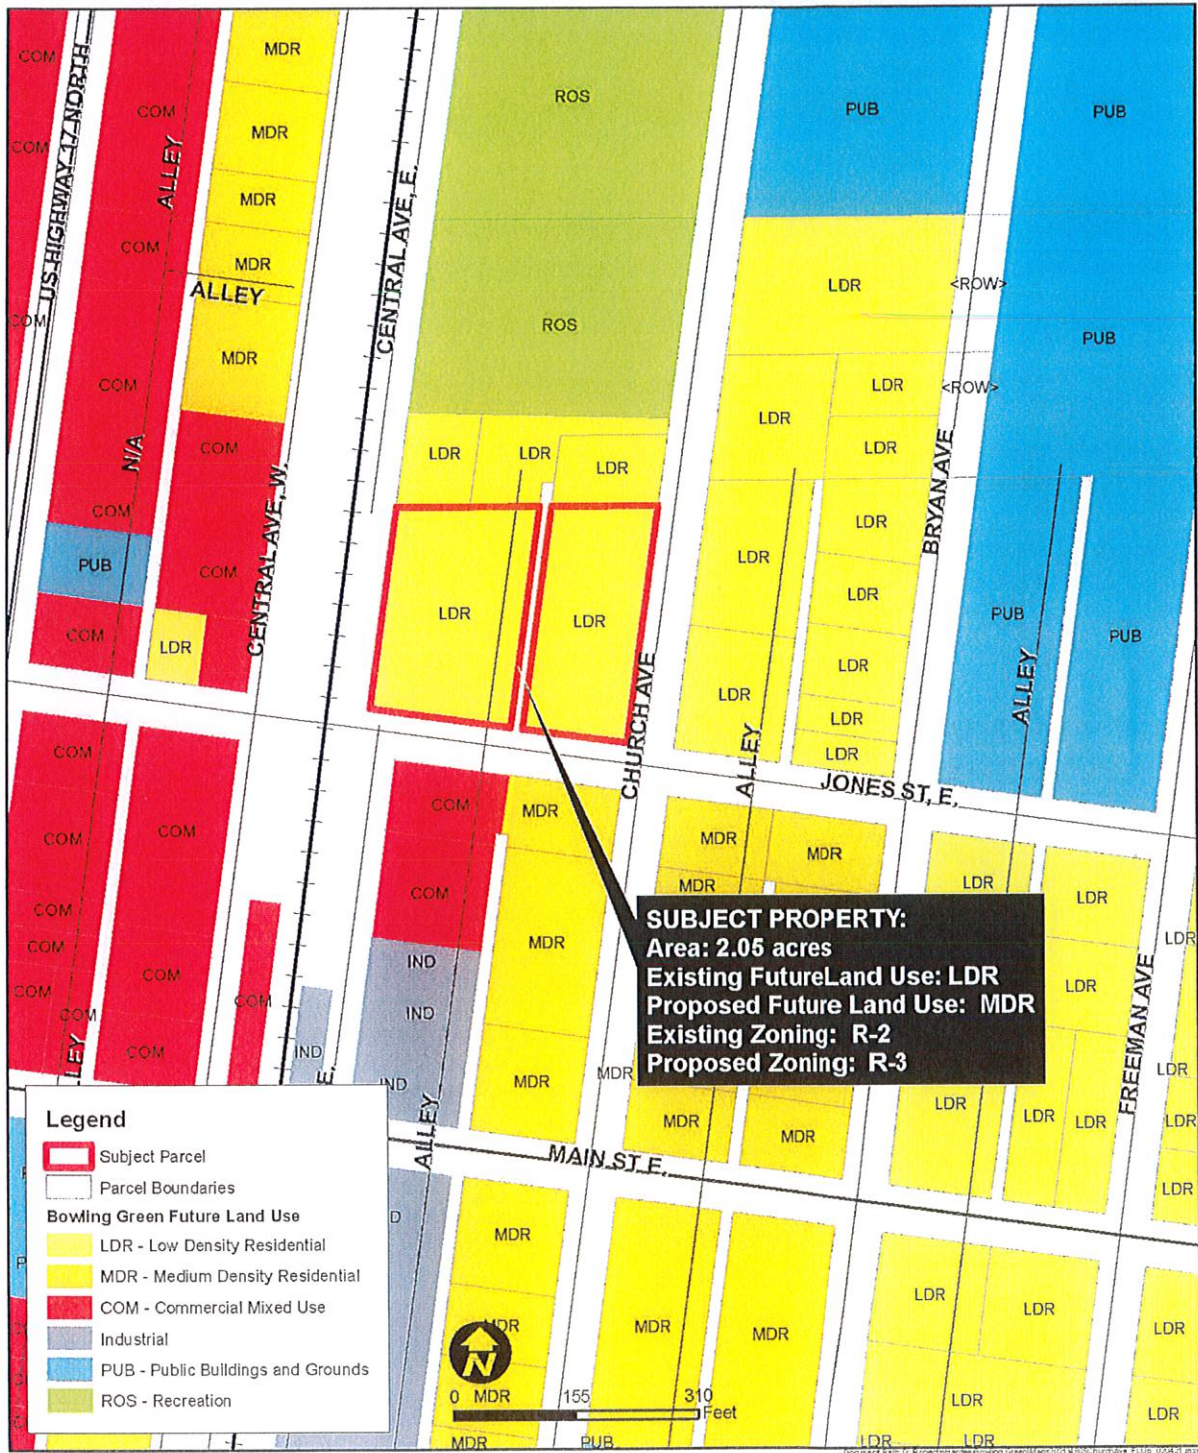 COM
US HIGHWAY 17 NORTH
COM
MDR
CENTRAL AVE, E.
ROS
PUB
PUB
COM
ALLEY
MDR
COM
MDR
COM
MDR
ALLEY
LDR
<ROW>
COM
ROS
PUB
MDR
COM
LDR
<ROW>
LDR
N/A
COM
LDR
LDR
LDR
LDR
BRYAN AVE
COM
CENTRAL AVE, W.
LDR
PUB
COM
LDR
LDR
LDR
LDR
PUB
PUB
COM
LDR
CHURCH AVE
LDR
LDR
ALLEY
LDR
ALLEY
LDR
JONES ST, E.
COM
COM
MDR
COM
COM
MDR
MDR
MDR
LDR
LDR
COM
SUBJECT PROPERTY:
Area: 2.05 acres
Existing FutureLand Use: LDR
Proposed Future Land Use: MDR
Existing Zoning: R-2
Proposed Zoning: R-3
COM
COM
COM
COM
COM
COM
COM
IND
IND
IND
IND
MDR
MDR
MDR
MDR
MDR
LDR
LDR
LDR
LDR
LDR
LDR
LDR
LDR
LDR
FREEMAN AVE
LLEY
E.
ALLEY
MAIN ST E.
Legend
Subject Parcel
Parcel Boundaries
Bowling Green Future Land Use
LDR - Low Density Residential
MDR - Medium Density Residential
COM - Commercial Mixed Use
Industrial
PUB - Public Buildings and Grounds
ROS - Recreation
D
MDR
MDR
MDR
MDR
LDR
LDR
LDR
N
0 MDR 155 310
Feet
LDR
LDR
MDR
PUB
LDR
LDR